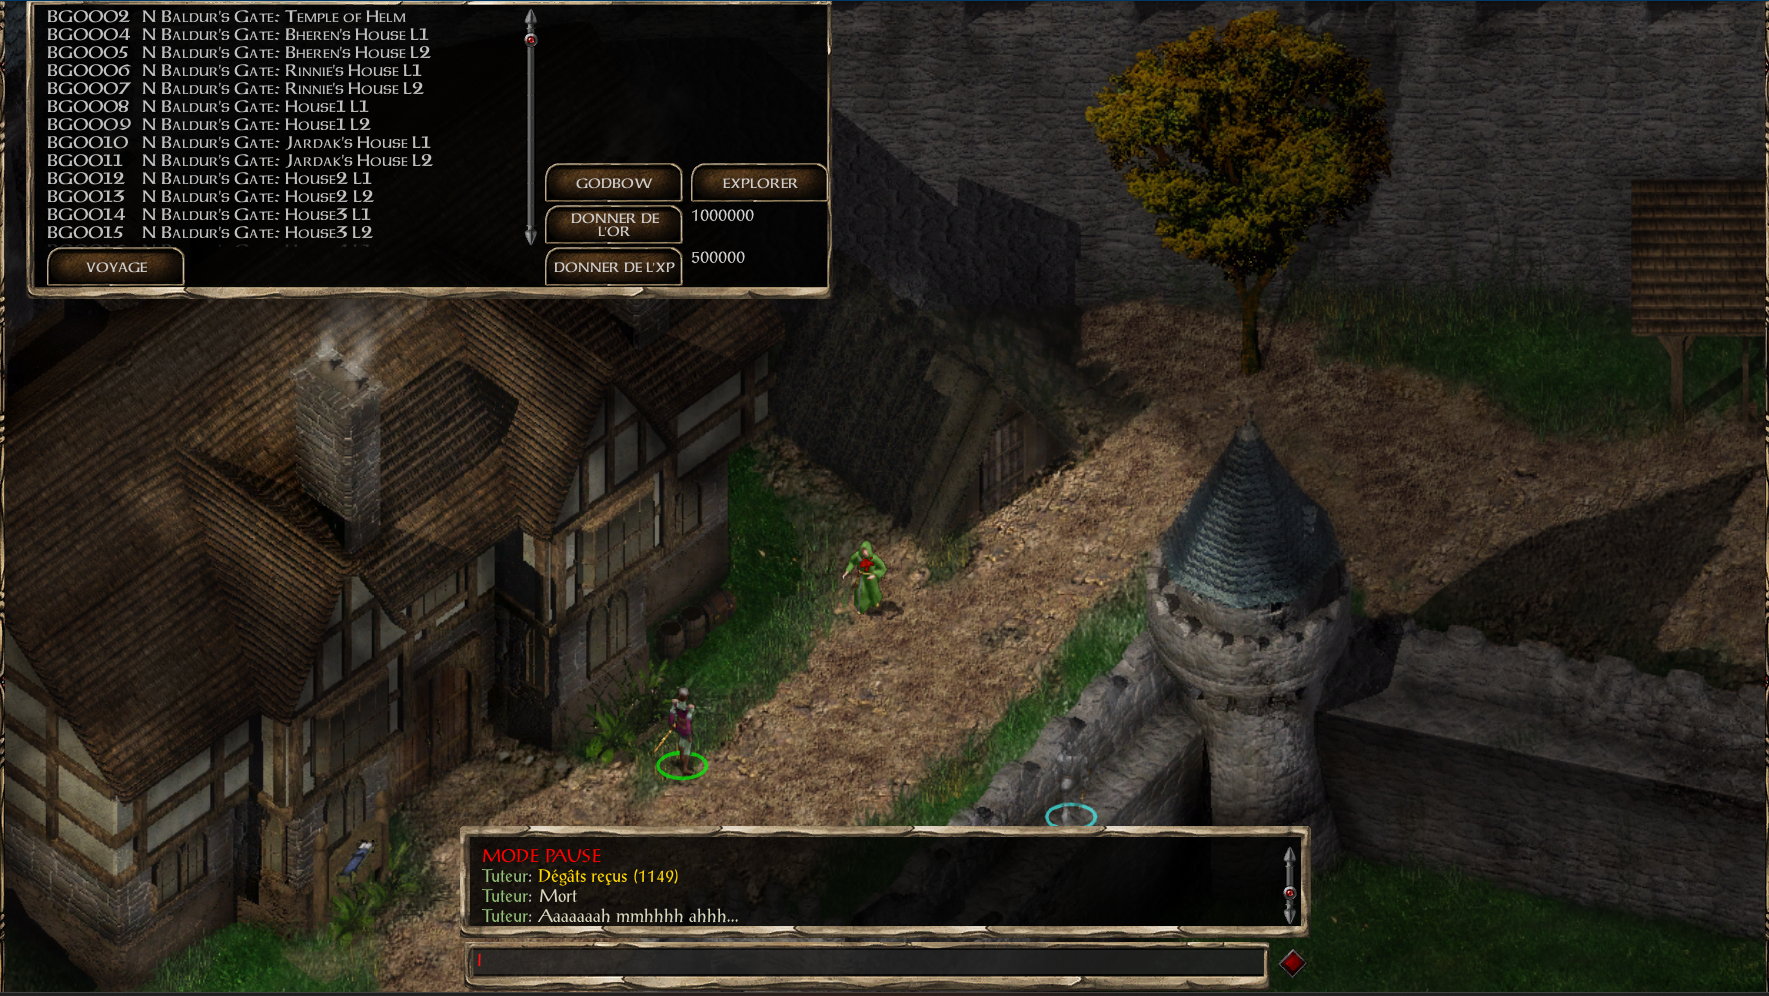 BG0002 N Baldur's Gate: Temple of Helm
BG0004 N Baldur's Gate: Bheren's House L1
BG0005 N Baldur's Gate: Bheren's House L2
BG0006 N Baldur's Gate: Rinnie's House L1
BG0007 N Baldur's Gate: Rinnie's House L2
BG0008 N Baldur's Gate: House1 L1
BG0009 N Baldur's Gate: House1 L2
BG0010 N Baldur's Gate: Jardak's House L1
BG0011 N Baldur's Gate: Jardak's House L2
BG0012 N Baldur's Gate: House2 L1
BG0013 N Baldur's Gate: House2 L2
BG0014 N Baldur's Gate: House3 L1
BG0015 N Baldur's Gate: House3 L2
VOYAGE
GODBOW
EXPLORER
DONNER DE
L'OR
1000000
DONNER DE L'XP
500000
MODE PAUSE
Tuteur: Dégâts reçus (1149)
Tuteur: Mort
Tuteur: Aaaaaaah mmhhhh ahhh...